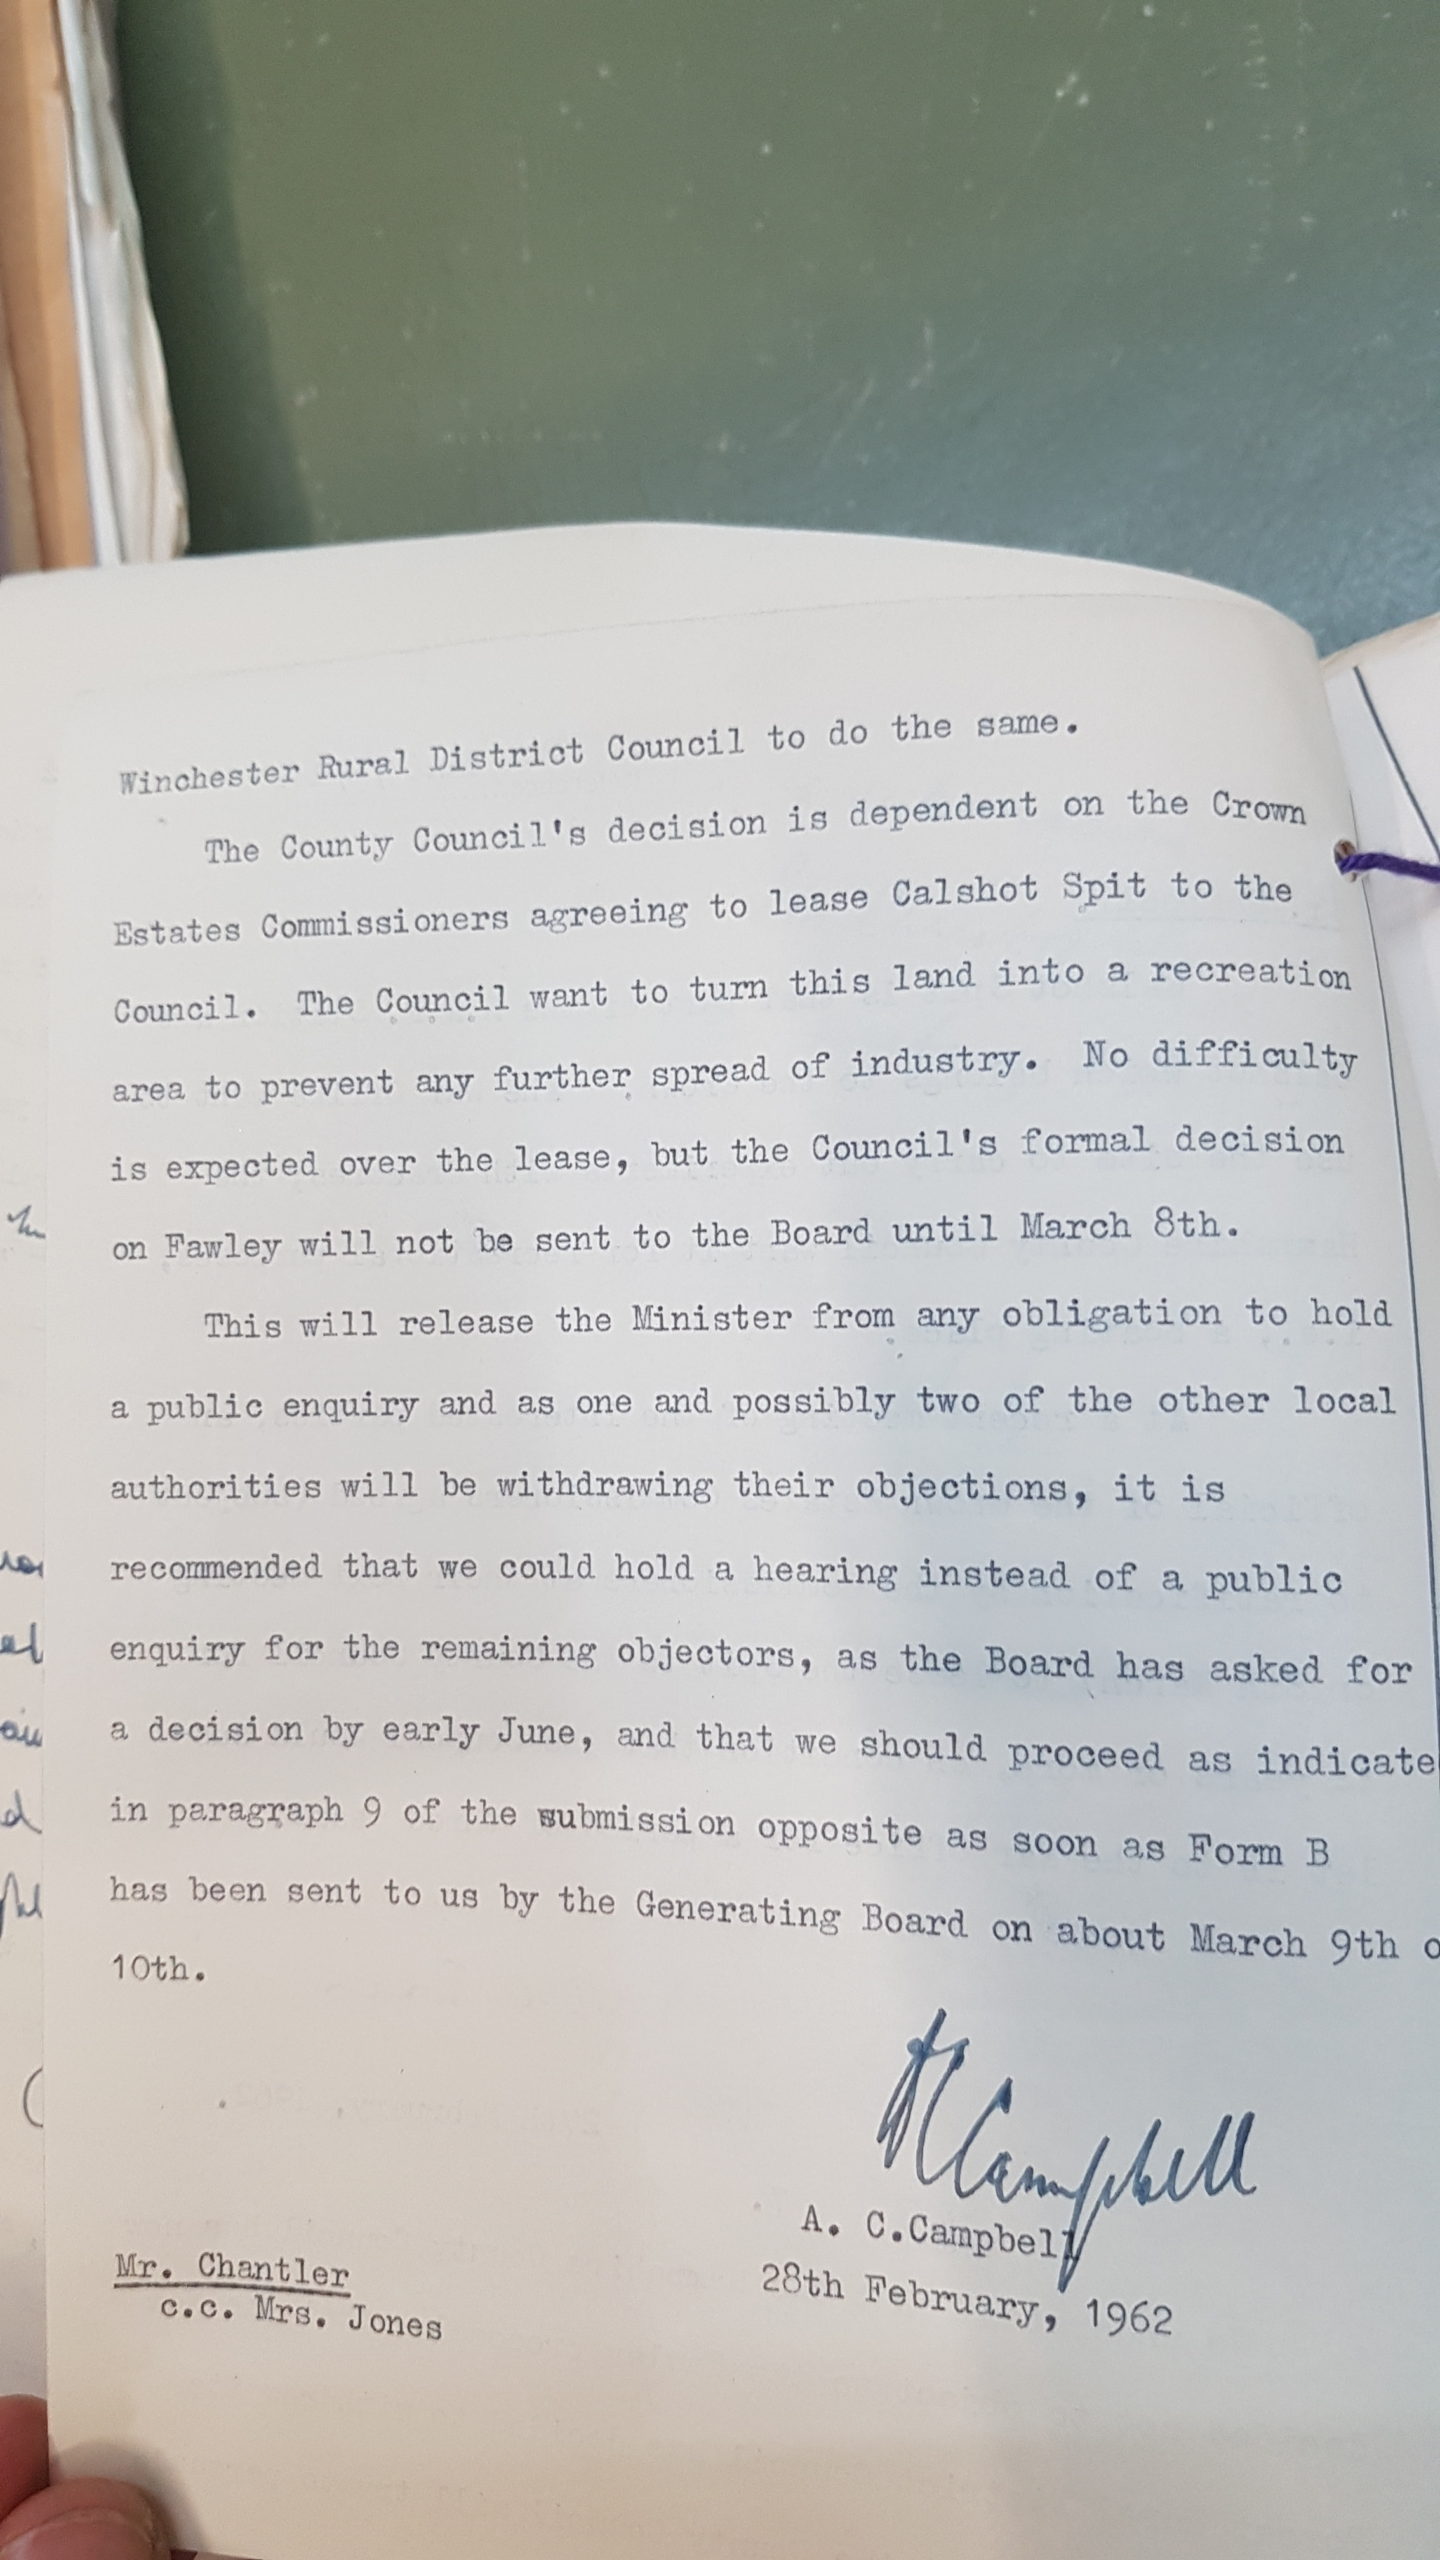 Winchester Rural District Council to do the same.
The County Council's decision is dependent on the Crown
Estates Commissioners agreeing to lease Calshot Spit to the
Council. The Council want to turn this land into a recreation
area to prevent any further spread of industry. No difficulty
is expected over the lease, but the Council's formal decision
on Fawley will not be sent to the Board until March 8th.
This will release the Minister from any obligation to hold
a public enquiry and as one and possibly two of the other local
authorities will be withdrawing their objections, it is
recommended that we could hold a hearing instead of a public
enquiry for the remaining objectors, as the Board has asked for
a decision by early June, and that we should proceed as indicate
in paragraph 9 of the submission opposite as soon as Form B
has been sent to us by the Generating Board on about March 9th o
10th.
A C Campbell
A. C.Campbell
28th February, 1962
Mr. Chantler
c.c. Mrs. Jones